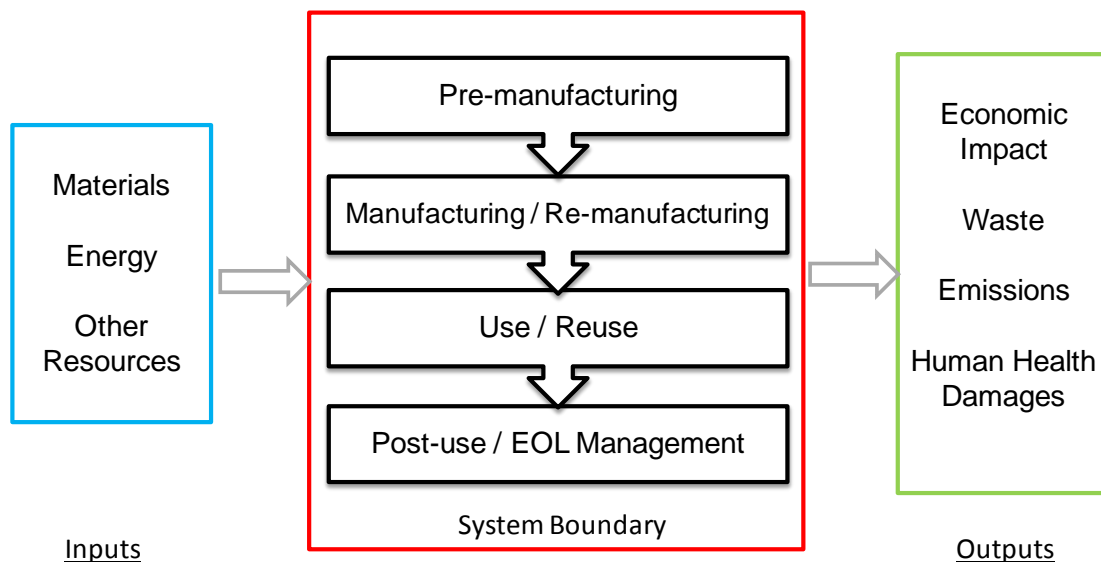 Materials
Energy
Other
Resources
Inputs
Pre-manufacturing
Manufacturing / Re-manufacturing
Use / Reuse
Post-use / EOL Management
System Boundary
Economic
Impact
Waste
Emissions
Human Health
Damages
Outputs